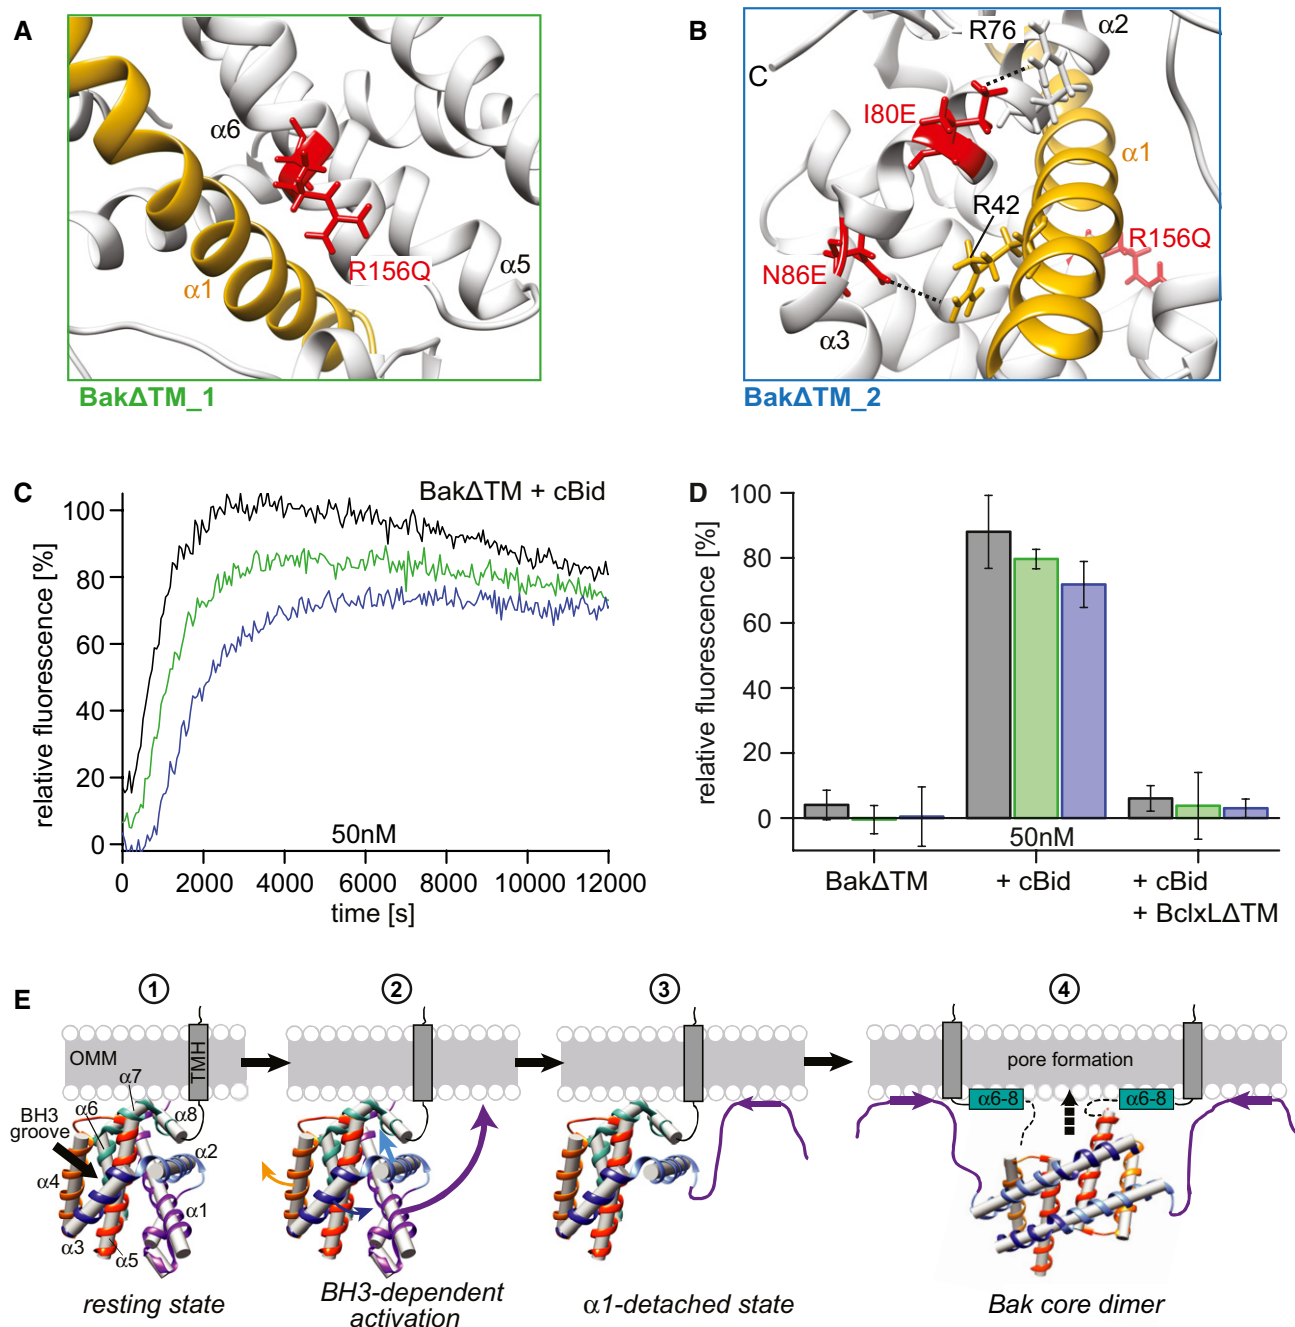 A
α6
α1
R156Q
α5
BakΔTM_1
B
R76
α2
C
I80E
α1
R42
R156Q
N86E
α3
BakΔTM_2
C
BakΔTM + cBid
relative fluorescence [%]
100
80
60
40
20
0
50nM
0 2000 4000 6000 8000 10000 12000
time [s]
D
relative fluorescence [%]
100
80
60
40
20
0
50nM
BakΔTM
+ cBid
+ cBid
+ BclxLΔTM
E
1
2
3
4
OMM
TMH
pore formation
α7
α6
α8
BH3
groove
α2
α4
α1
α3
α5
α6-8
α6-8
resting state
BH3-dependent
activation
α1-detached state
Bak core dimer